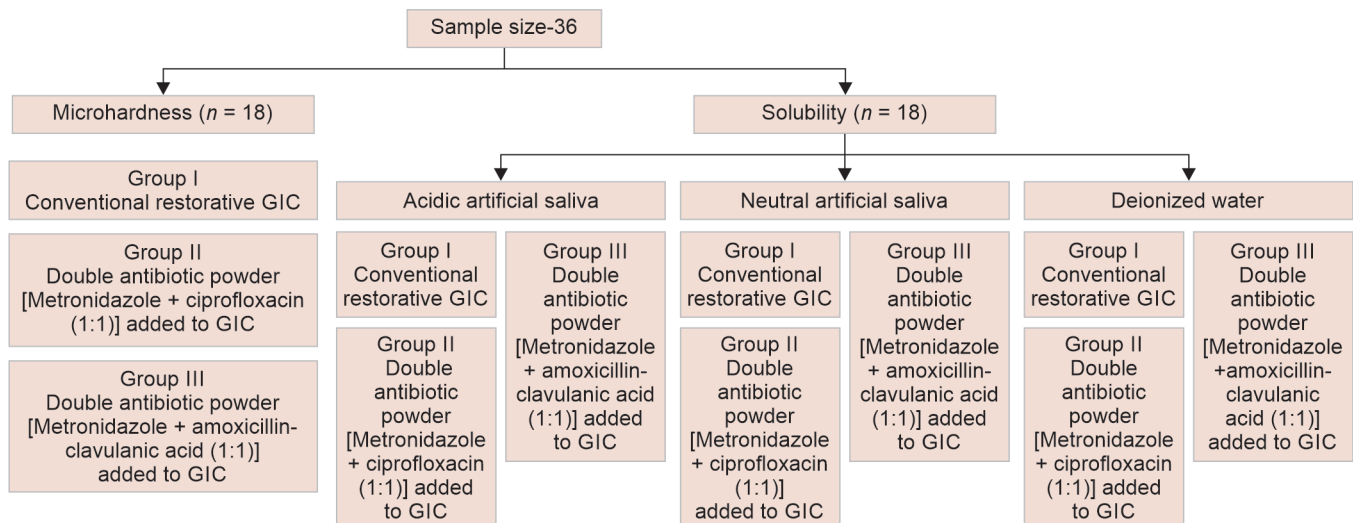 Sample size-36
Microhardness (n = 18)
Solubility (n = 18)
Group I
Conventional restorative GIC
Group II
Double antibiotic powder
[Metronidazole + ciprofloxacin
(1:1)] added to GIC
Group III
Double antibiotic powder
[Metronidazole + amoxicillin-
clavulanic acid (1:1)]
added to GIC
Acidic artificial saliva
Group I
Conventional
restorative GIC
Group II
Double
antibiotic
powder
[Metronidazole
+ ciprofloxacin
(1:1)] added
to GIC
Group III
Double
antibiotic
powder
[Metronidazole
+ amoxicillin-
clavulanic acid
(1:1)] added
to GIC
Neutral artificial saliva
Group I
Conventional
restorative GIC
Group II
Double
antibiotic
powder
[Metronidazole
+ ciprofloxacin
(1:1)]
added to GIC
Group III
Double
antibiotic
powder
[Metronidazole
+ amoxicillin-
clavulanic acid
(1:1)] added
to GIC
Deionized water
Group I
Conventional
restorative GIC
Group II
Double
antibiotic
powder
[Metronidazole
+ ciprofloxacin
(1:1)] added
to GIC
Group III
Double
antibiotic
powder
[Metronidazole
+amoxicillin-
clavulanic
acid (1:1)]
added to GIC